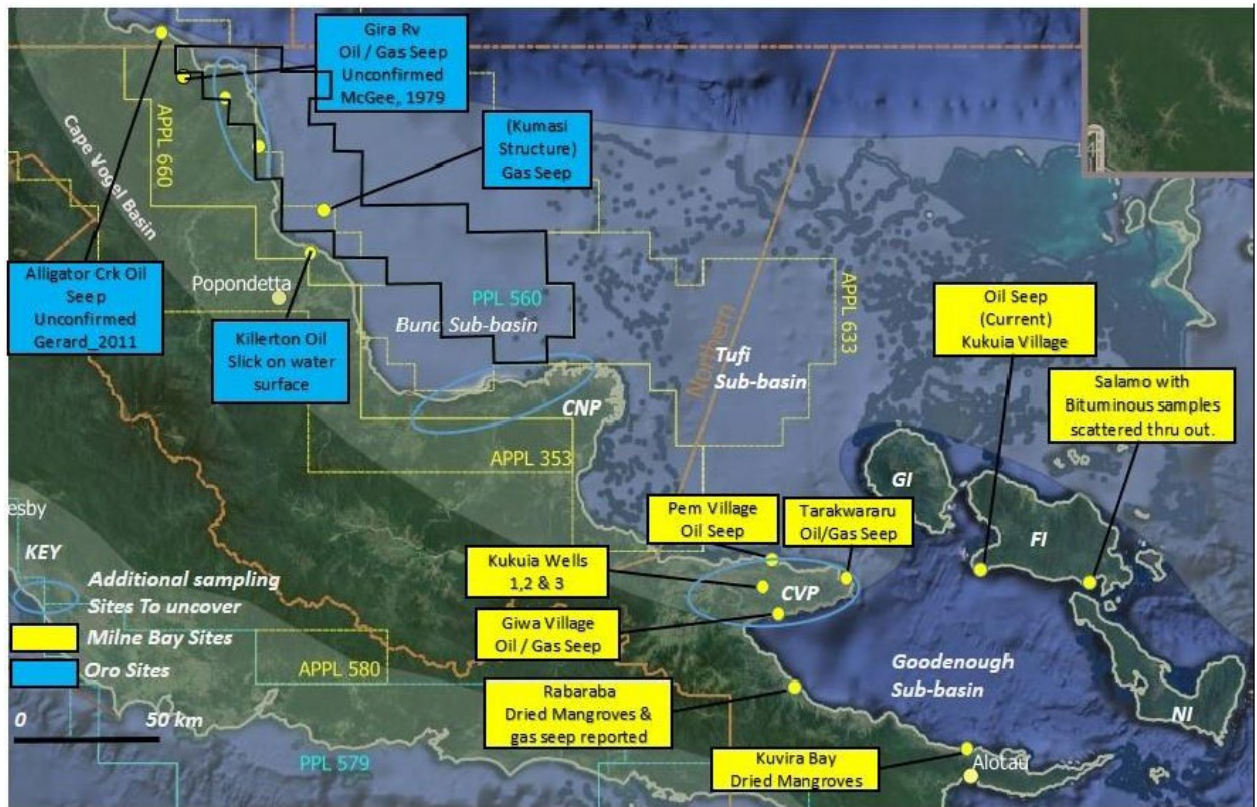 Gira Rv
Oil / Gas Seep
Unconfirmed
McGee, 1979
(Kumasi
Structure)
Gas Seep
APPL 660
Cape Vogel Basin
Alligator Crk Oil
Seep
Unconfirmed
Gerard_2011
Popondetta
Killerton Oil
Slick on water
surface
PPL 560
Buna Sub-basin
APPL 633
Northern
Tufi
Sub-basin
Oil Seep
(Current)
Kukuia Village
Salamo with
Bituminous samples
scattered thru out.
CNP
APPL 353
GI
FI
NI
Pem Village
Oil Seep
Tarakwararu
Oil/Gas Seep
Kukuia Wells
1,2 & 3
CVP
Giwa Village
Oil / Gas Seep
Goodenough
Sub-basin
Rabaraba
Dried Mangroves &
gas seep reported
Kuvira Bay
Dried Mangroves
Alotau
esby
KEY
Additional sampling
Sites To uncover
Milne Bay Sites
Oro Sites
APPL 580
0 50 km
PPL 579